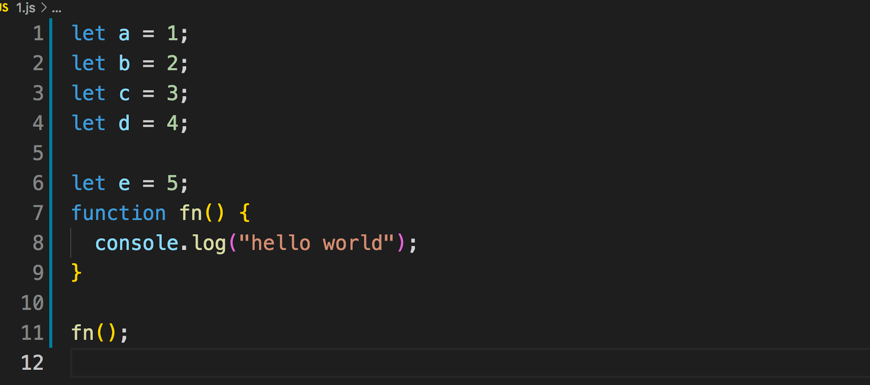 JS 1.js > ...
1 let a = 1;
2 let b = 2;
3 let c = 3;
4 let d = 4;
5
6 let e = 5;
7 function fn() {
8   console.log("hello world");
9 }
10
11 fn();
12